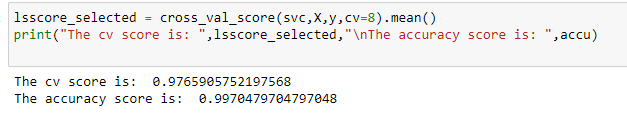 lsscore_selected = cross_val_score(svc,X,y,cv=8).mean()
print("The cv score is: ",lsscore_selected,"\nThe accuracy score is: ",accu)
The cv score is:  0.9765905752197568
The accuracy score is:  0.9970479704797048